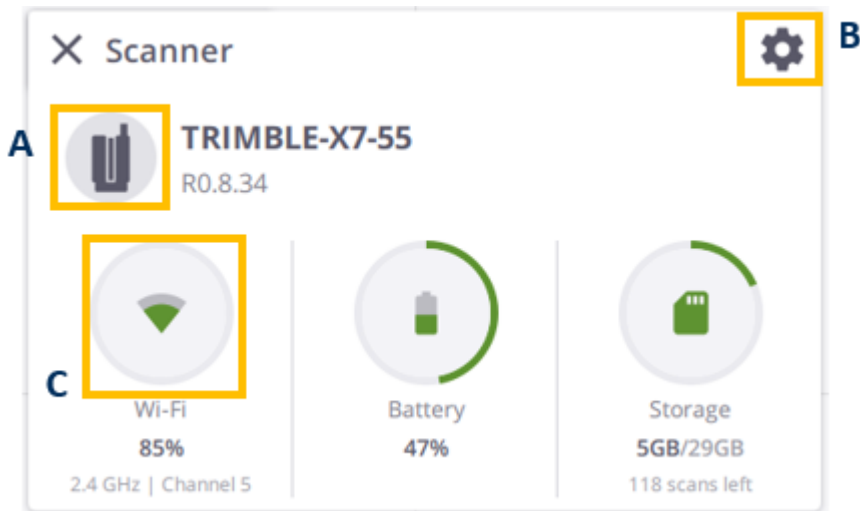 Scanner
B
A
TRIMBLE-X7-55
R0.8.34
C
Wi-Fi
85%
2.4 GHz | Channel 5
Battery
47%
Storage
5GB/29GB
118 scans left